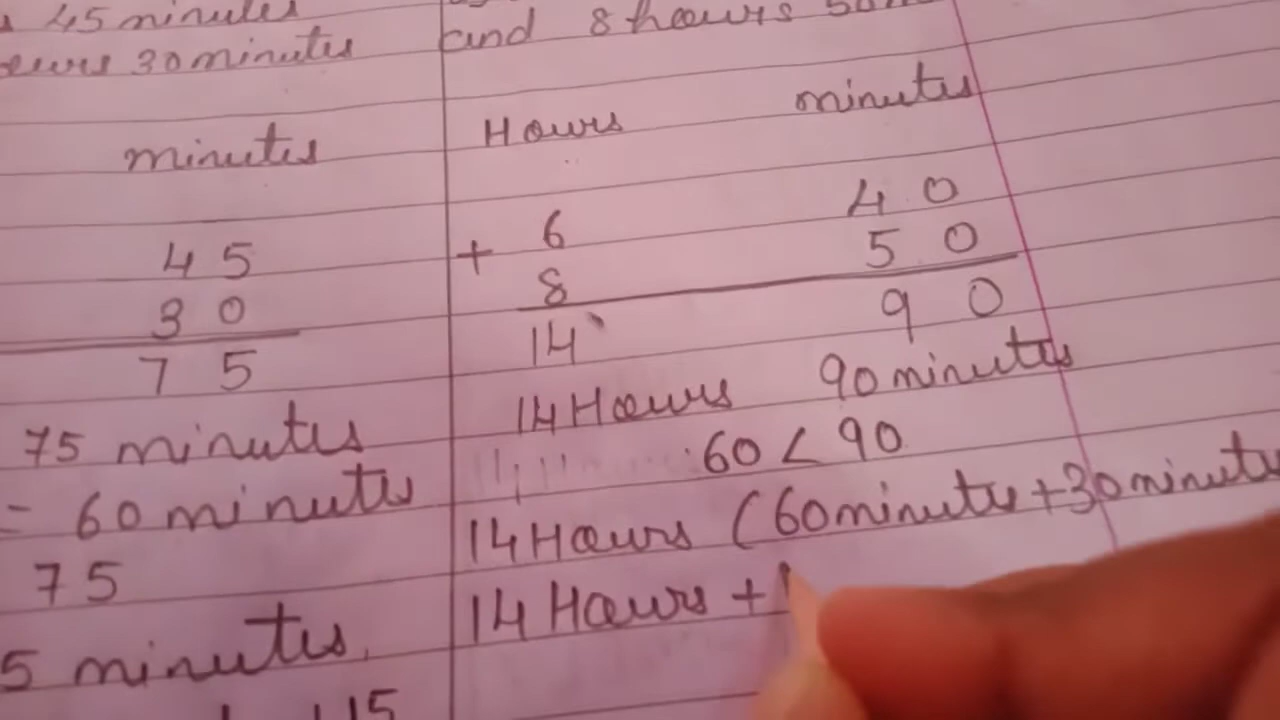 45 minutes
30 minutes
minutes
45
30
75
75 minutes
= 60 minutes
75
5 minutes.
15
and 8 hours 50
Hours minutes
6 40
+ 8 50
14 90
14 Hours 90 minutes
60 < 90
14 Hours (60 minutes + 30 minutes
14 Hours + 1